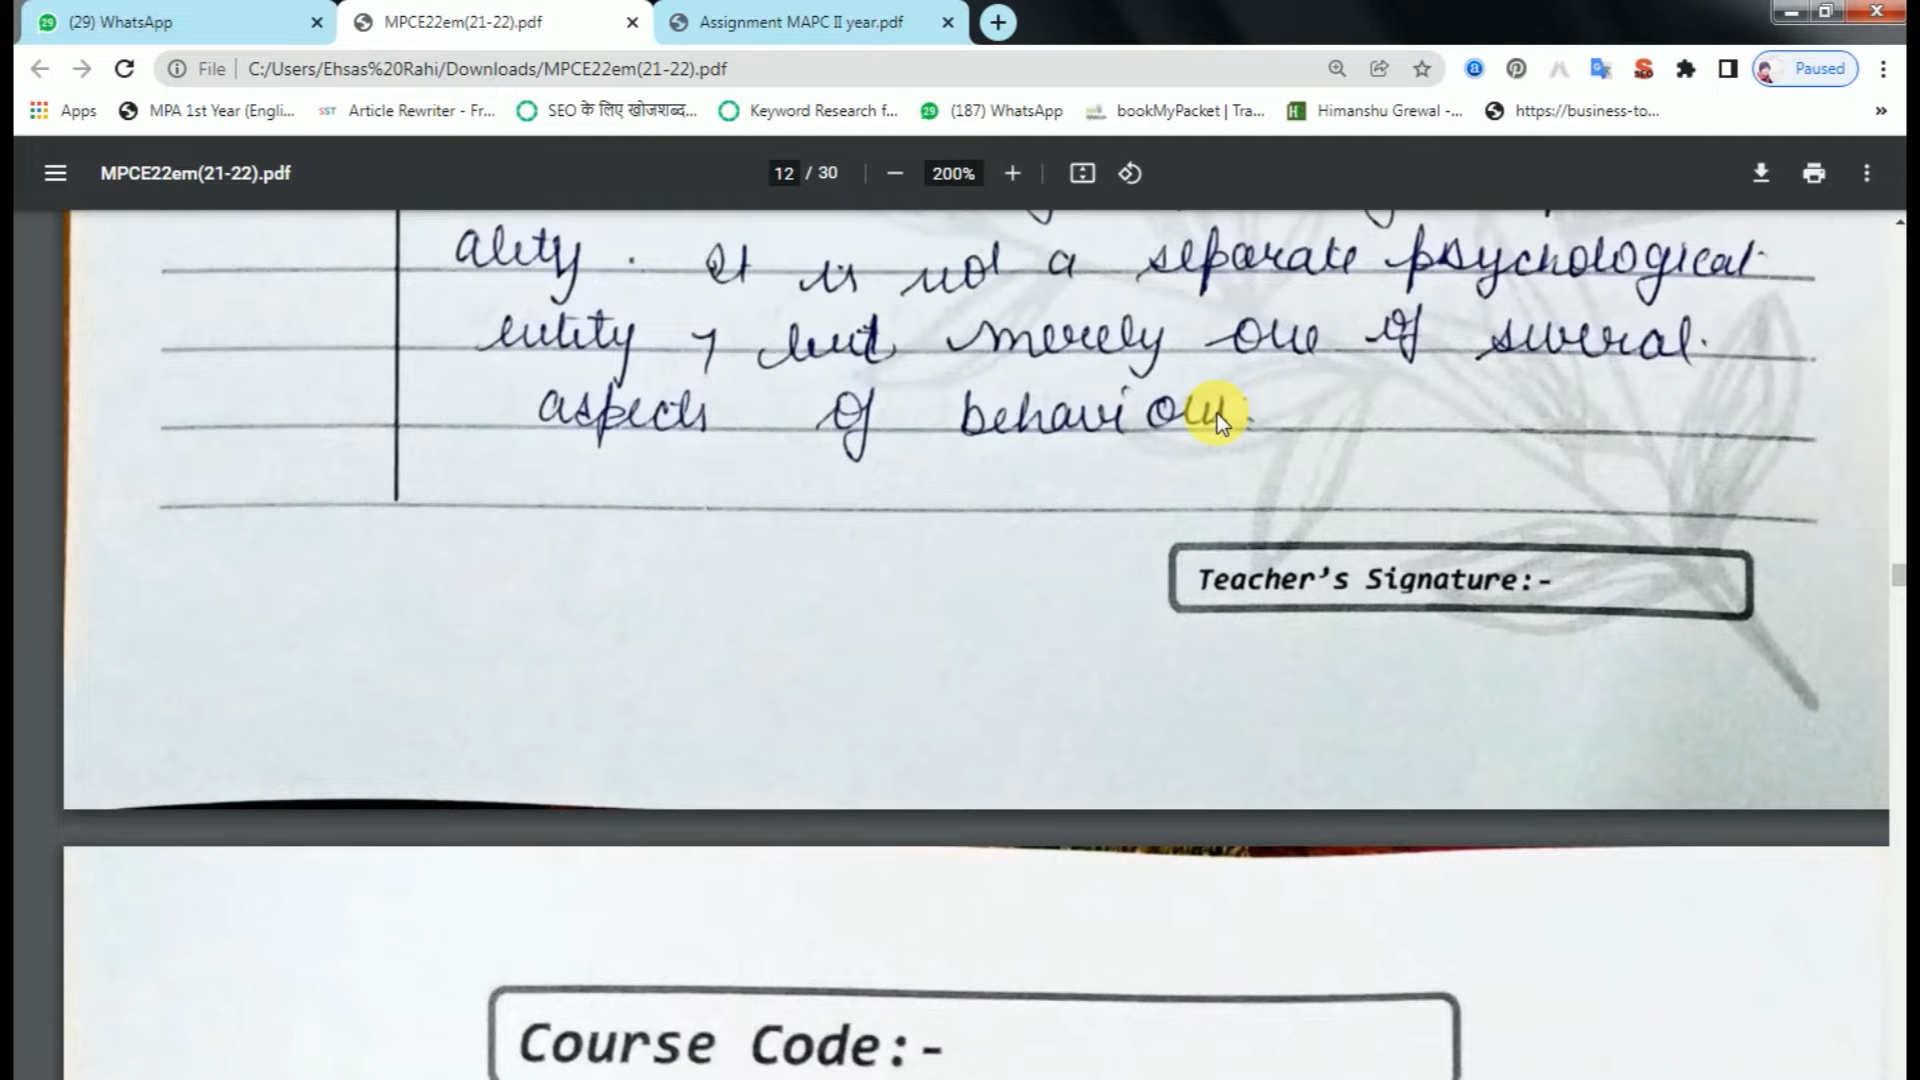 (29) WhatsApp
MPCE22em(21-22).pdf
Assignment MAPC II year.pdf
File
C:/Users/Ehsas%20Rahi/Downloads/MPCE22em(21-22).pdf
Paused
Apps
MPA 1st Year (Engli...
SST
Article Rewriter - Fr...
SEO के लिए खोजशब्द...
Keyword Research f...
(187) WhatsApp
bookMyPacket | Tra...
Himanshu Grewal -...
https://business-to...
MPCE22em(21-22).pdf
12 / 30
200%
ality. It is not a separate psychological
entity, but merely one of several
aspects of behaviour.
Teacher's Signature:-
Course Code:-